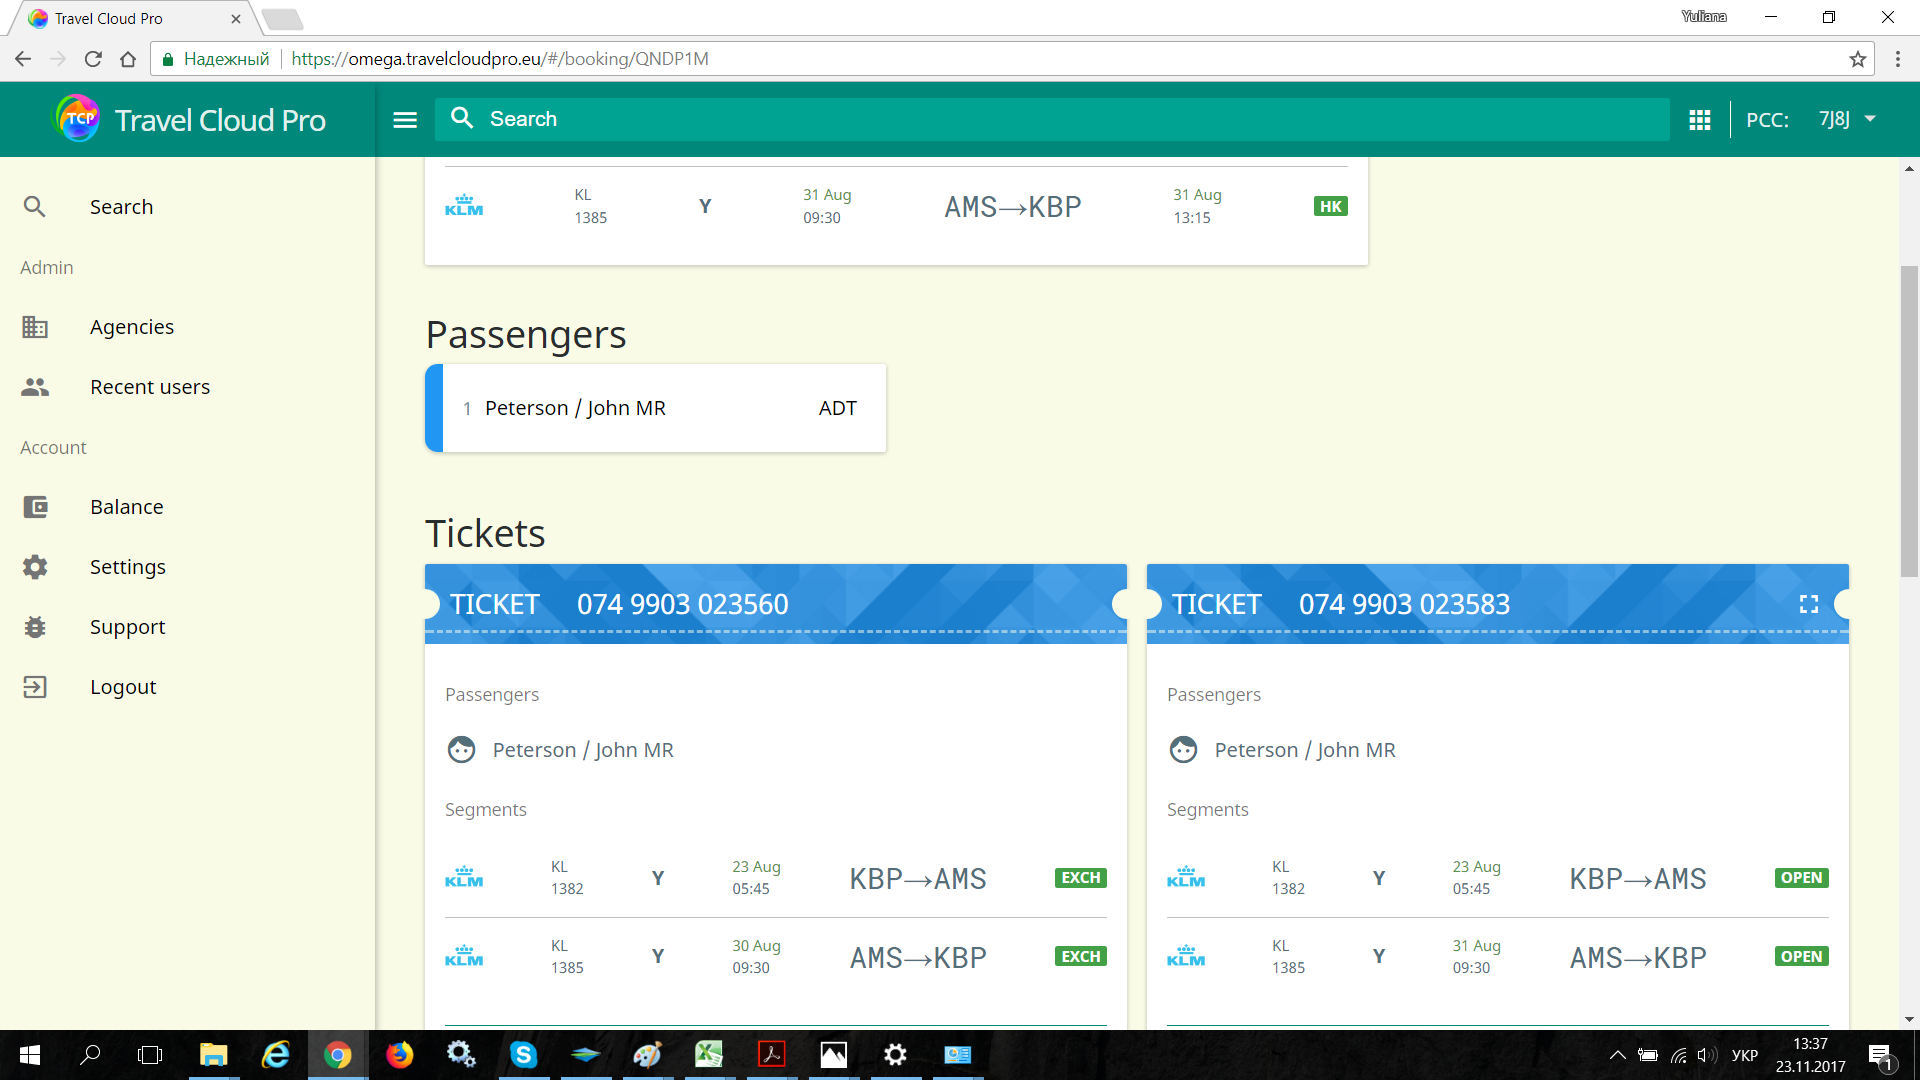 Travel Cloud Pro
Yuliana
Надежный https://omega.travelcloudpro.eu/#/booking/QNDP1M
TCP Travel Cloud Pro
Search
PCC: 7J8J
Search
Admin
Agencies
Recent users
Account
Balance
Settings
Support
Logout
KLM KL 1385 Y 31 Aug 09:30 AMS→KBP 31 Aug 13:15 HK
Passengers
1 Peterson / John MR ADT
Tickets
TICKET 074 9903 023560
Passengers
Peterson / John MR
Segments
KLM KL 1382 Y 23 Aug 05:45 KBP→AMS EXCH
KLM KL 1385 Y 30 Aug 09:30 AMS→KBP EXCH
TICKET 074 9903 023583
Passengers
Peterson / John MR
Segments
KLM KL 1382 Y 23 Aug 05:45 KBP→AMS OPEN
KLM KL 1385 Y 31 Aug 09:30 AMS→KBP OPEN
УКР
13:37
23.11.2017
1